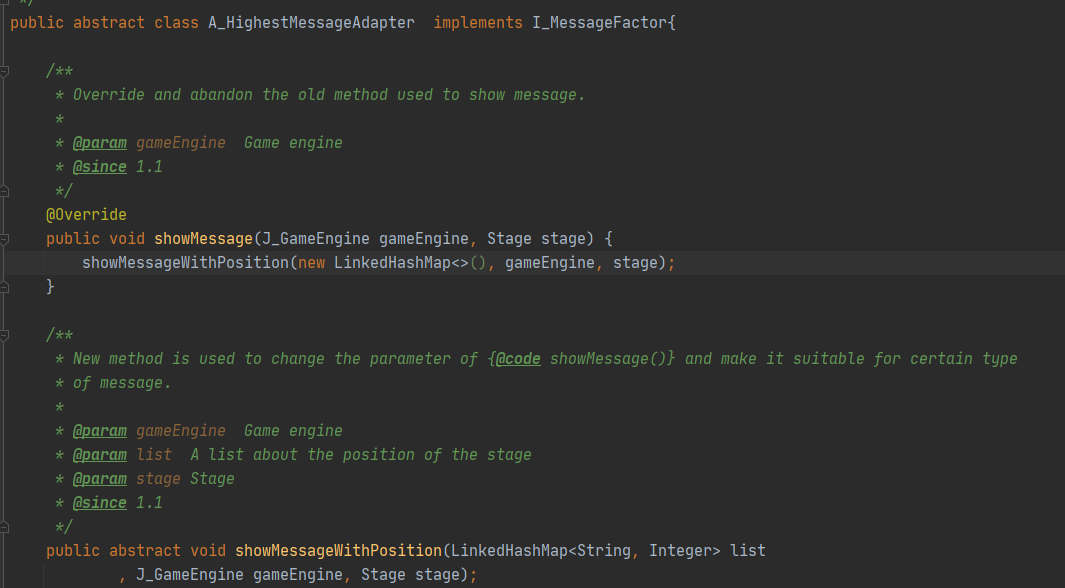 */
public abstract class A_HighestMessageAdapter  implements I_MessageFactor{
/**
* Override and abandon the old method used to show message.
*
* @param gameEngine  Game engine
* @since 1.1
*/
@Override
public void showMessage(J_GameEngine gameEngine, Stage stage) {
showMessageWithPosition(new LinkedHashMap<>(), gameEngine, stage);
}
/**
* New method is used to change the parameter of {@code showMessage()} and make it suitable for certain type
* of message.
*
* @param gameEngine  Game engine
* @param list  A list about the position of the stage
* @param stage Stage
* @since 1.1
*/
public abstract void showMessageWithPosition(LinkedHashMap<String, Integer> list
, J_GameEngine gameEngine, Stage stage);